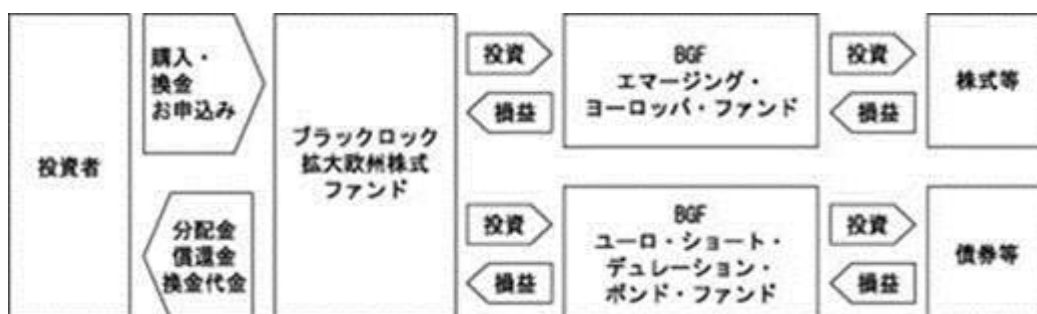 投資者
購入・
換金
お申込み
分配金
償還金
換金代金
ブラックロック
拡大欧州株式
ファンド
投資
損益
BGF
エマージング・
ヨーロッパ・ファンド
投資
損益
株式等
投資
損益
BGF
ユーロ・ショート・
デュレーション・
ボンド・ファンド
投資
損益
債券等